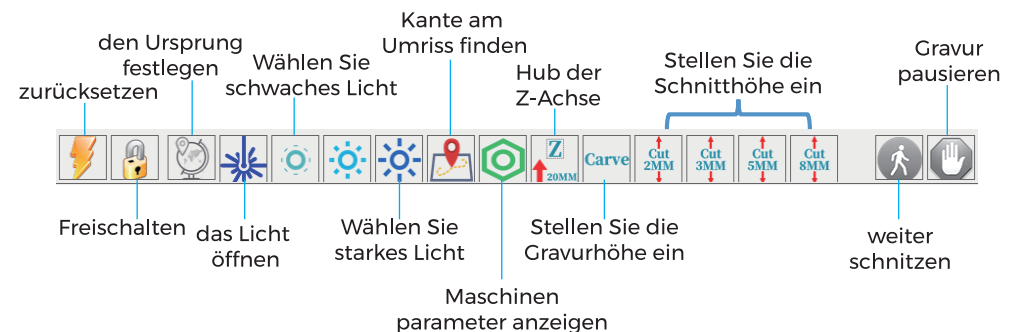 Kante am
Umriss finden
den Ursprung
festlegen
Wählen Sie
schwaches Licht
zurücksetzen
Hub der
Z-Achse
Stellen Sie die
Schnitthöhe ein
Gravur
pausieren
Z
20MM
Carve
Cut
2MM
Cut
3MM
Cut
5MM
Cut
8MM
Freischalten
das Licht
öffnen
Wählen Sie
starkes Licht
Stellen Sie die
Gravurhöhe ein
weiter
schnitzen
Maschinen
parameter anzeigen